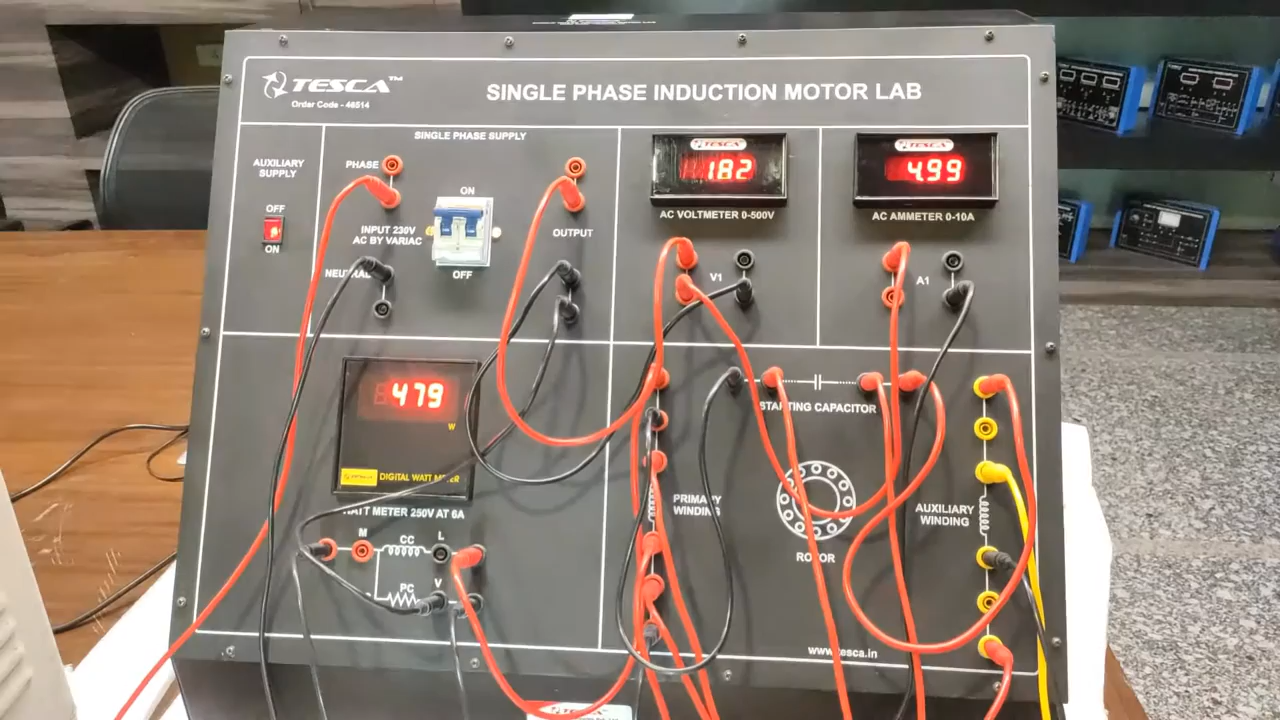 TESCA™
Order Code - 46514
SINGLE PHASE INDUCTION MOTOR LAB
AUXILIARY
SUPPLY
OFF
ON
SINGLE PHASE SUPPLY
PHASE
INPUT 230V
AC BY VARIAC
NEUTRAL
ON
OFF
OUTPUT
TESCA
182
AC VOLTMETER 0-500V
V1
TESCA
4.99
AC AMMETER 0-10A
A1
479
W
DIGITAL WATT METER
WATT METER 250V AT 6A
M
CC
L
PC
V
STARTING CAPACITOR
PRIMARY
WINDING
ROTOR
AUXILIARY
WINDING
www.tesca.in